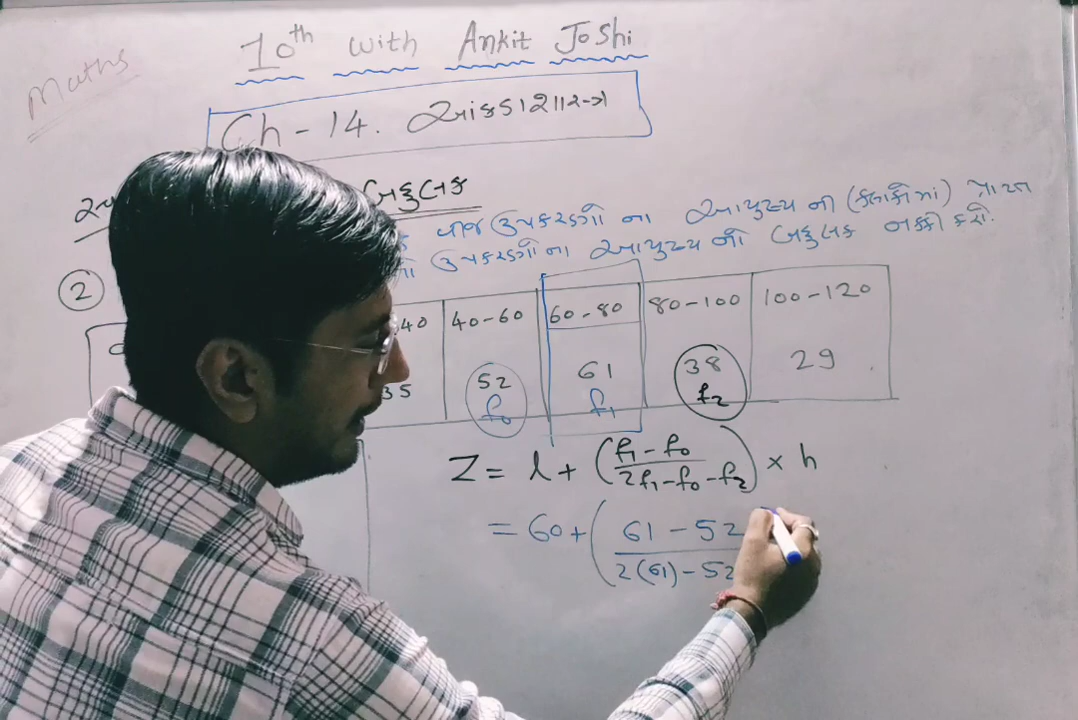 10th with Ankit Joshi
Maths
Ch - 14. આંકડાશાસ્ત્ર
બહુલક
વીજ ઉપકરણો ના આયુષ્ય ની (કલાકોમાં) પ્રાપ્ત
ઉપકરણોના આયુષ્ય નો બહુલક નક્કી કરો.
2
40 40-60 60-80 80-100 100-120
35 52 61 38 29
f₀ f₁ f₂
Z = l + (f₁ - f₀ / 2f₁ - f₀ - f₂) × h
= 60 + ( 61 - 52
2(61) - 52